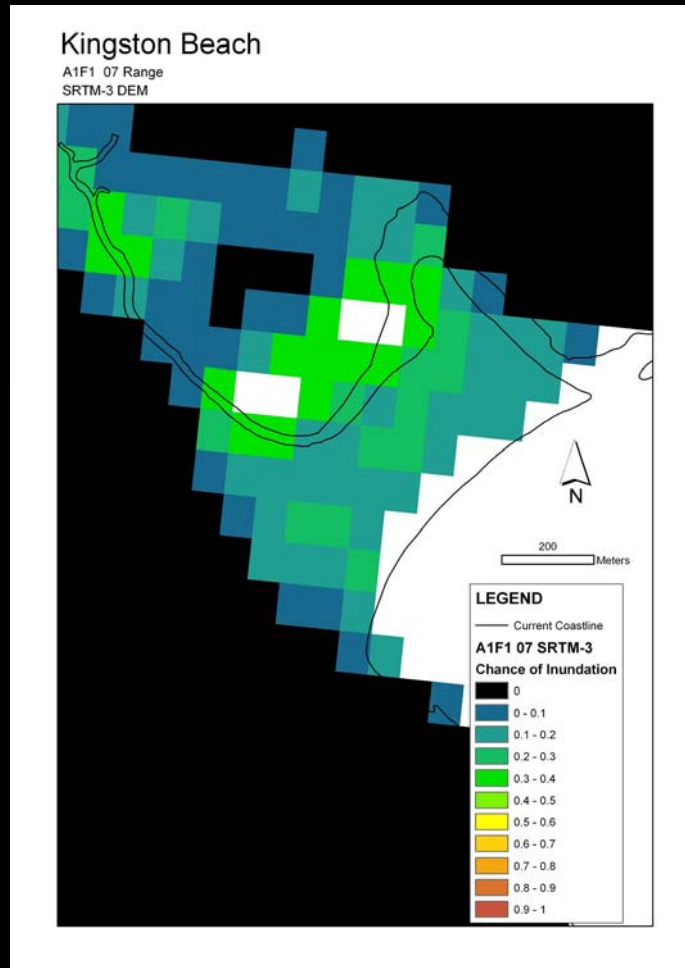 Kingston Beach
A1F1 07 Range
SRTM-3 DEM
N
200
Meters
LEGEND
Current Coastline
A1F1 07 SRTM-3
Chance of Inundation
0
0 - 0.1
0.1 - 0.2
0.2 - 0.3
0.3 - 0.4
0.4 - 0.5
0.5 - 0.6
0.6 - 0.7
0.7 - 0.8
0.8 - 0.9
0.9 - 1